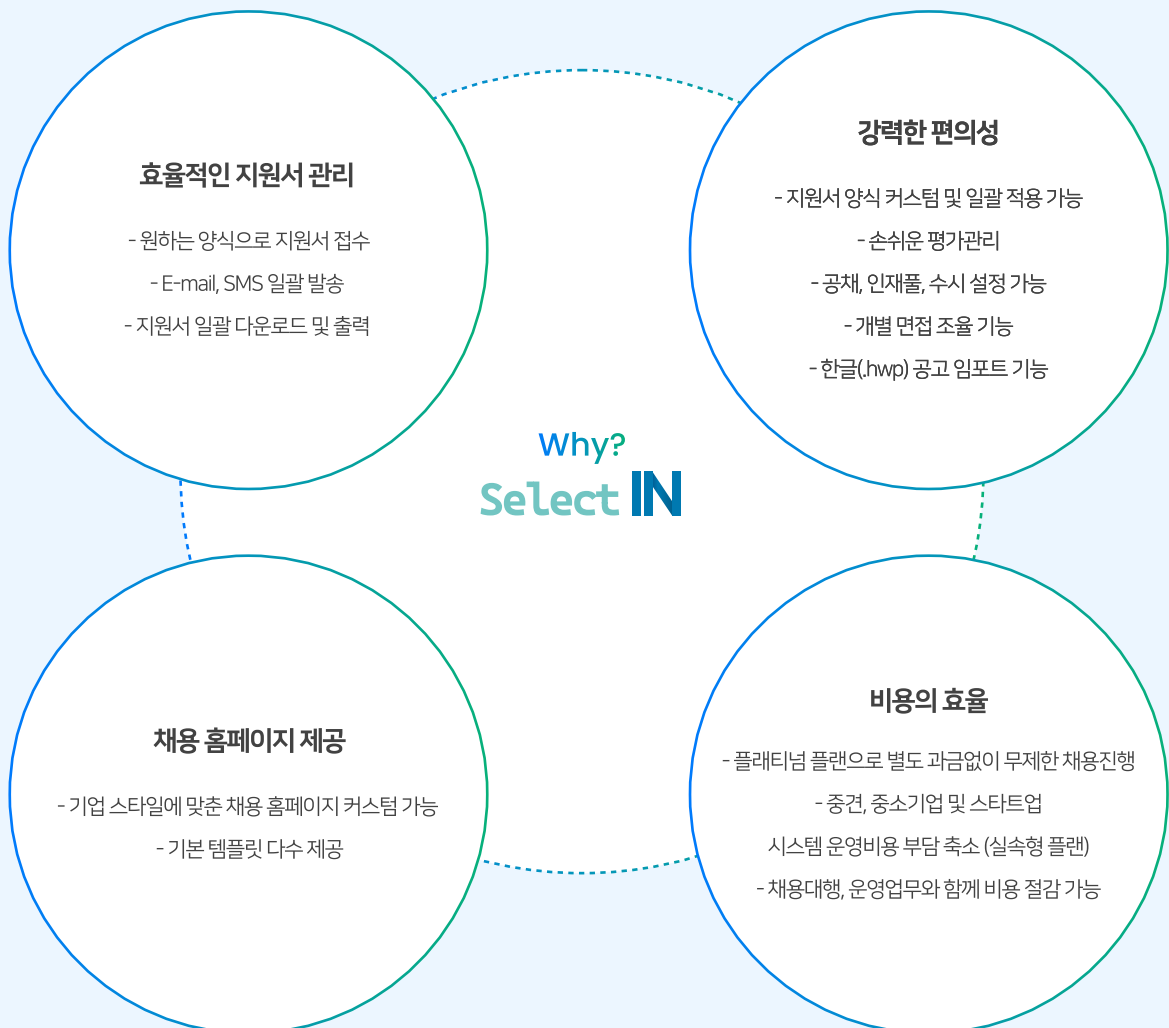 효율적인 지원서 관리
- 원하는 양식으로 지원서 접수
- E-mail, SMS 일괄 발송
- 지원서 일괄 다운로드 및 출력
강력한 편의성
- 지원서 양식 커스텀 및 일괄 적용 가능
- 손쉬운 평가관리
- 공채, 인재풀, 수시 설정 가능
- 개별 면접 조율 기능
- 한글(.hwp) 공고 임포트 기능
Why?
Select IN
채용 홈페이지 제공
- 기업 스타일에 맞춘 채용 홈페이지 커스텀 가능
- 기본 템플릿 다수 제공
비용의 효율
- 플래티넘 플랜으로 별도 과금없이 무제한 채용진행
- 중견, 중소기업 및 스타트업
시스템 운영비용 부담 축소 (실속형 플랜)
- 채용대행, 운영업무와 함께 비용 절감 가능